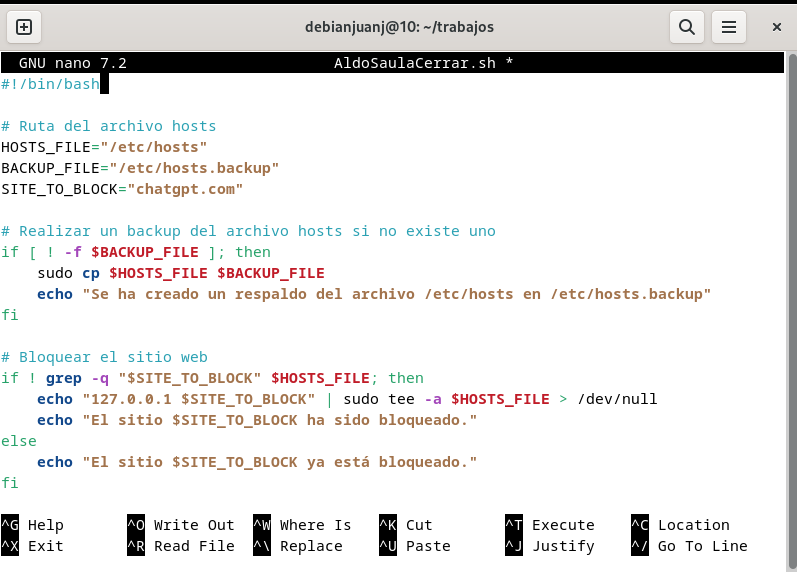 debianjuanj@10: ~/trabajos
GNU nano 7.2 AldoSaulaCerrar.sh *
#!/bin/bash
# Ruta del archivo hosts
HOSTS_FILE="/etc/hosts"
BACKUP_FILE="/etc/hosts.backup"
SITE_TO_BLOCK="chatgpt.com"
# Realizar un backup del archivo hosts si no existe uno
if [ ! -f $BACKUP_FILE ]; then
    sudo cp $HOSTS_FILE $BACKUP_FILE
    echo "Se ha creado un respaldo del archivo /etc/hosts en /etc/hosts.backup"
fi
# Bloquear el sitio web
if ! grep -q "$SITE_TO_BLOCK" $HOSTS_FILE; then
    echo "127.0.0.1 $SITE_TO_BLOCK" | sudo tee -a $HOSTS_FILE > /dev/null
    echo "El sitio $SITE_TO_BLOCK ha sido bloqueado."
else
    echo "El sitio $SITE_TO_BLOCK ya está bloqueado."
fi
^G Help ^O Write Out ^W Where Is ^K Cut ^T Execute ^C Location
^X Exit ^R Read File ^\ Replace ^U Paste ^J Justify ^/ Go To Line